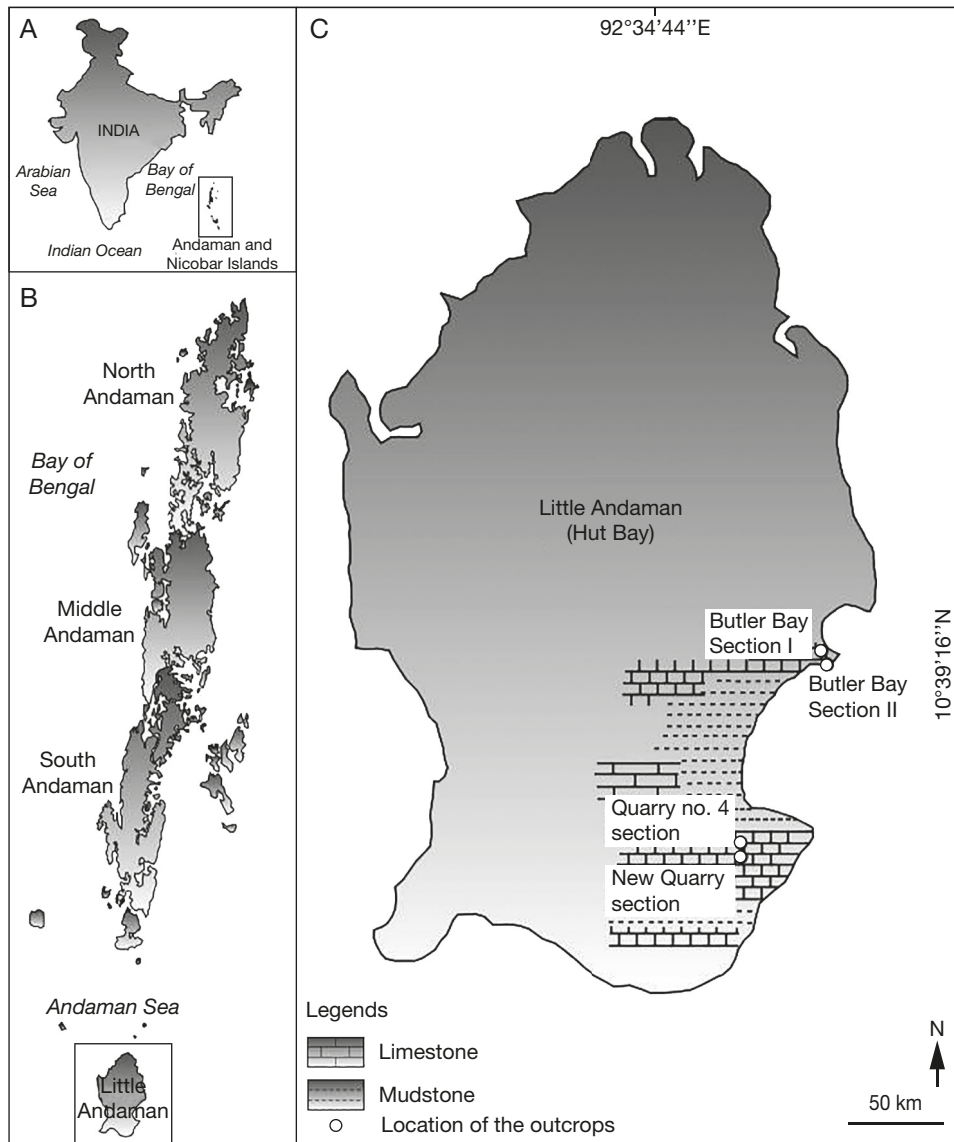 A
INDIA
Arabian
Sea
Bay of
Bengal
Indian Ocean
Andaman and
Nicobar Islands
B
North
Andaman
Bay of
Bengal
Middle
Andaman
South
Andaman
Andaman Sea
Little
Andaman
C
92°34'44''E
Little Andaman
(Hut Bay)
Butler Bay
Section I
10°39'16''N
Butler Bay
Section II
Quarry no. 4
section
New Quarry
section
Legends
Limestone
Mudstone
Location of the outcrops
N
50 km